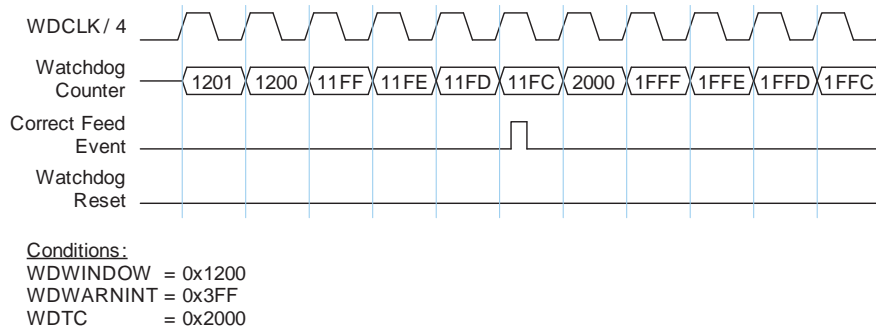 WDCLK / 4
Watchdog
Counter
1201 1200 11FF 11FE 11FD 11FC 2000 1FFF 1FFE 1FFD 1FFC
Correct Feed
Event
Watchdog
Reset
Conditions:
WDWINDOW = 0x1200
WDWARNINT = 0x3FF
WDTC = 0x2000